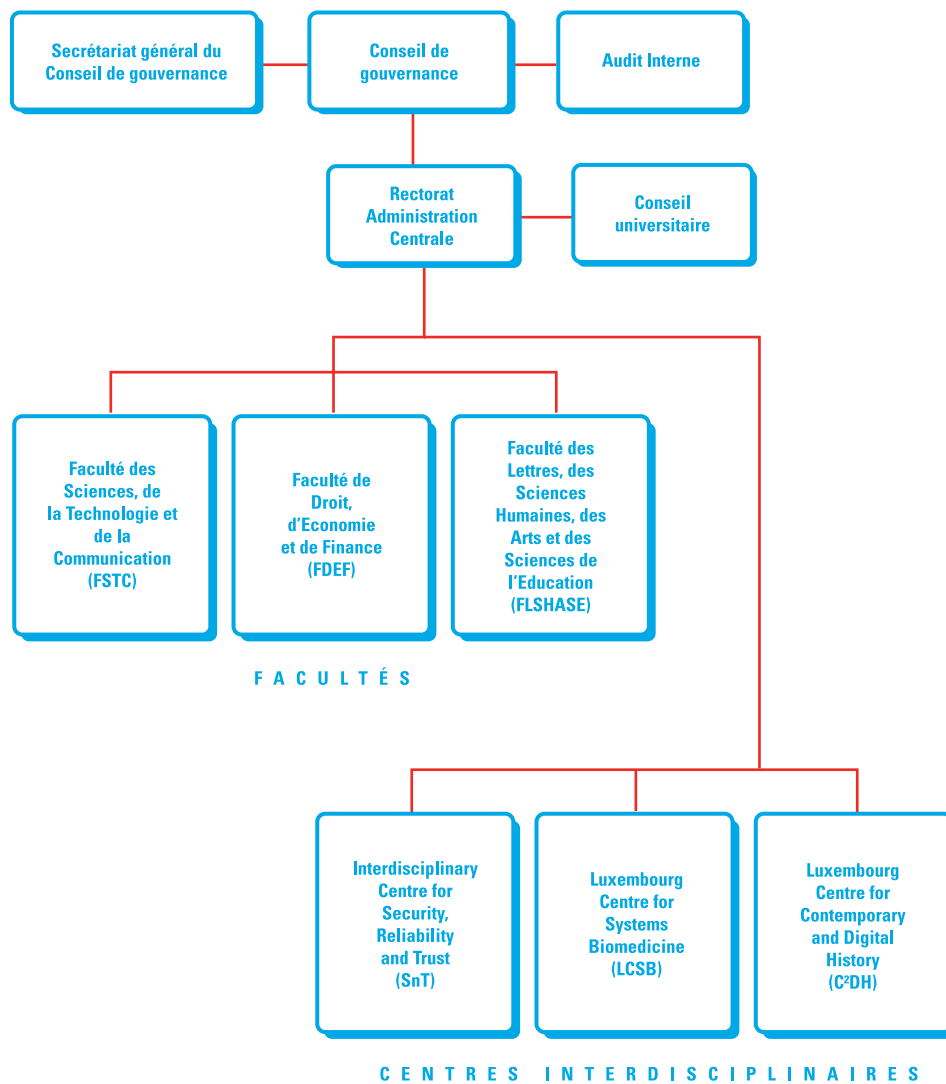 Secrétariat général du
Conseil de gouvernance
Conseil de
gouvernance
Audit Interne
Rectorat
Administration
Centrale
Conseil
universitaire
Faculté des
Sciences, de
la Technologie et
de la
Communication
(FSTC)
Faculté de
Droit,
d'Economie
et de Finance
(FDEF)
Faculté des
Lettres, des
Sciences
Humaines, des
Arts et des
Sciences de
l'Education
(FLSHASE)
FACULTÉS
Interdisciplinary
Centre for
Security,
Reliability
and Trust
(SnT)
Luxembourg
Centre for
Systems
Biomedicine
(LCSB)
Luxembourg
Centre for
Contemporary
and Digital
History
(C²DH)
CENTRES INTERDISCIPLINAIRES